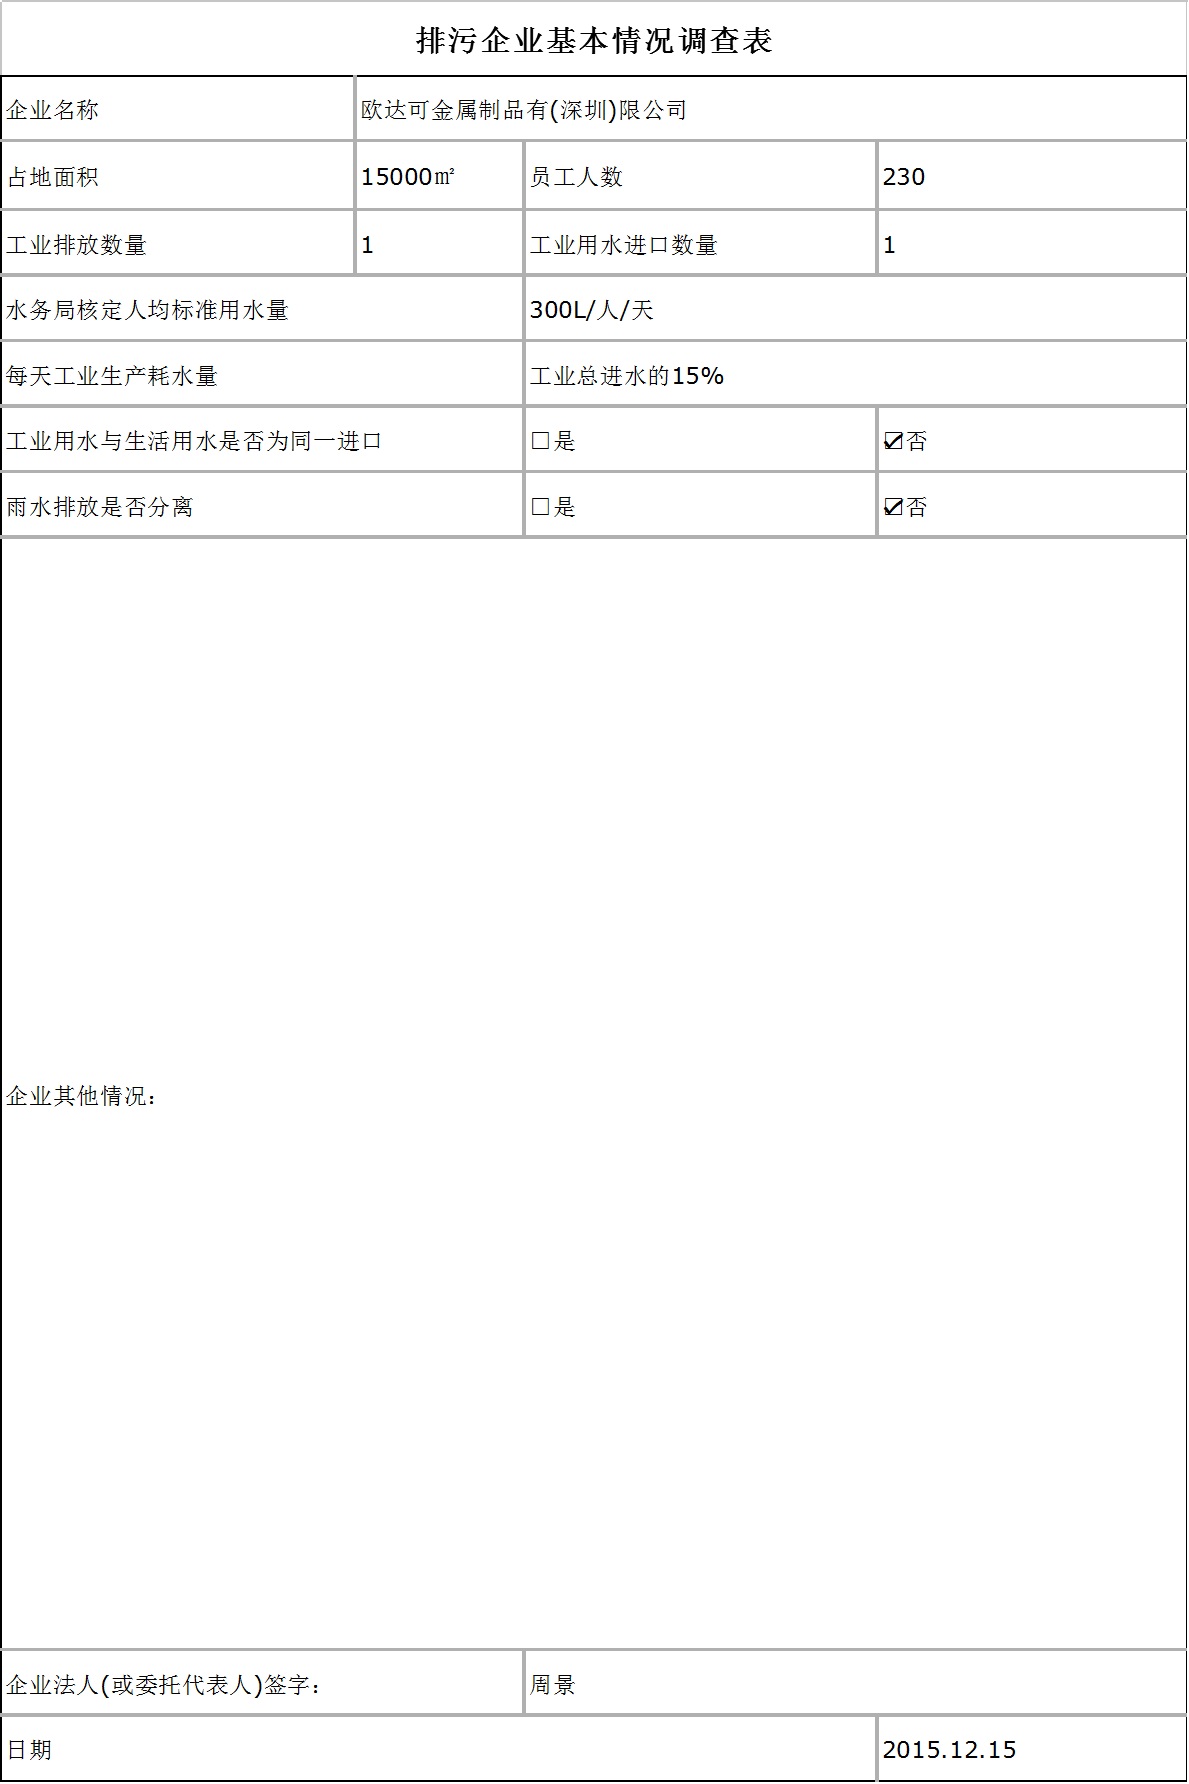 排污企业基本情况调查表
企业名称 欧达可金属制品有(深圳)限公司
占地面积 15000㎡ 员工人数 230
工业排放数量 1 工业用水进口数量 1
水务局核定人均标准用水量 300L/人/天
每天工业生产耗水量 工业总进水的15%
工业用水与生活用水是否为同一进口 □是 ☑否
雨水排放是否分离 □是 ☑否
企业其他情况：
企业法人(或委托代表人)签字： 周景
日期 2015.12.15